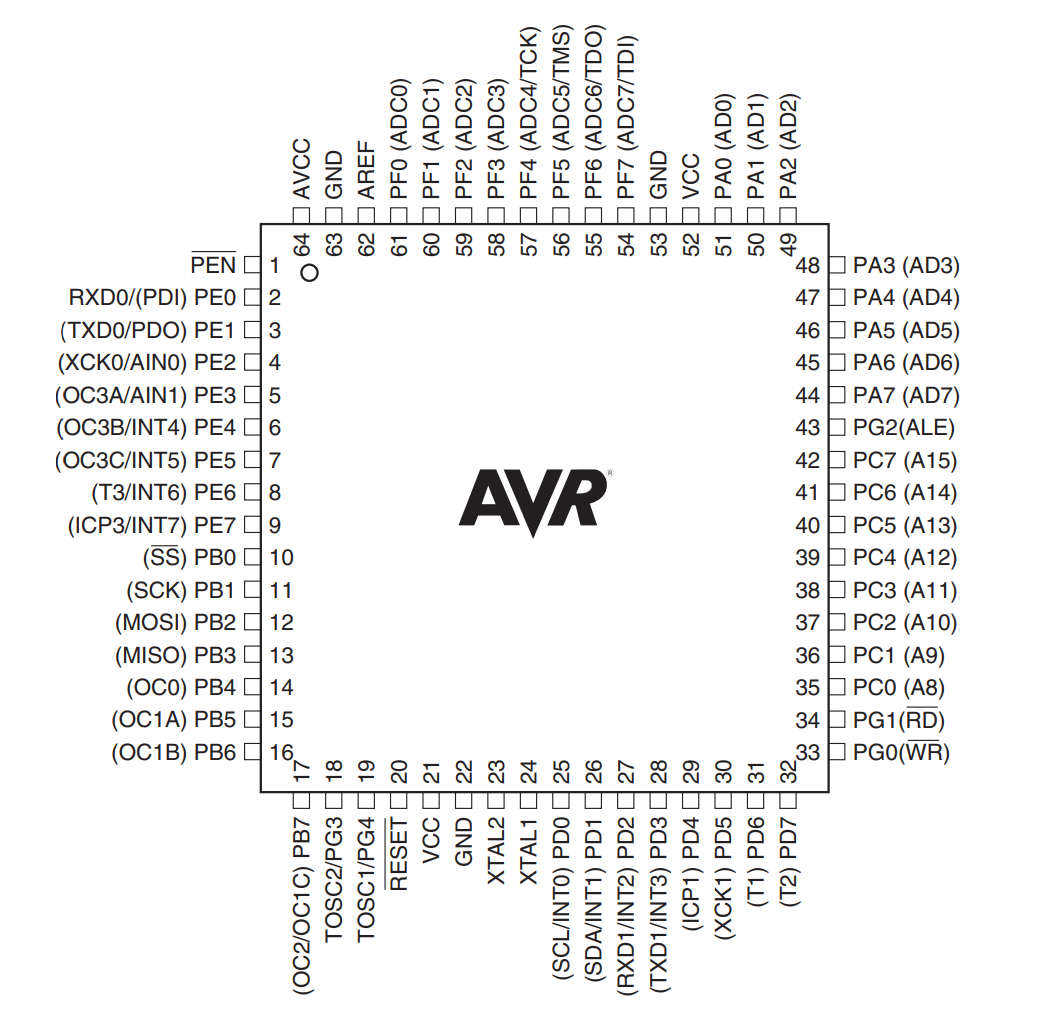 64 AVCC
63 GND
62 AREF
61 PF0 (ADC0)
60 PF1 (ADC1)
59 PF2 (ADC2)
58 PF3 (ADC3)
57 PF4 (ADC4/TCK)
56 PF5 (ADC5/TMS)
55 PF6 (ADC6/TDO)
54 PF7 (ADC7/TDI)
53 GND
52 VCC
51 PA0 (AD0)
50 PA1 (AD1)
49 PA2 (AD2)
PEN 1
RXD0/(PDI) PE0 2
(TXD0/PDO) PE1 3
(XCK0/AIN0) PE2 4
(OC3A/AIN1) PE3 5
(OC3B/INT4) PE4 6
(OC3C/INT5) PE5 7
(T3/INT6) PE6 8
(ICP3/INT7) PE7 9
(SS) PB0 10
(SCK) PB1 11
(MOSI) PB2 12
(MISO) PB3 13
(OC0) PB4 14
(OC1A) PB5 15
(OC1B) PB6 16
AVR®
48 PA3 (AD3)
47 PA4 (AD4)
46 PA5 (AD5)
45 PA6 (AD6)
44 PA7 (AD7)
43 PG2(ALE)
42 PC7 (A15)
41 PC6 (A14)
40 PC5 (A13)
39 PC4 (A12)
38 PC3 (A11)
37 PC2 (A10)
36 PC1 (A9)
35 PC0 (A8)
34 PG1(RD)
33 PG0(WR)
(OC2/OC1C) PB7 17
TOSC2/PG3 18
TOSC1/PG4 19
RESET 20
VCC 21
GND 22
XTAL2 23
XTAL1 24
(SCL/INT0) PD0 25
(SDA/INT1) PD1 26
(RXD1/INT2) PD2 27
(TXD1/INT3) PD3 28
(ICP1) PD4 29
(XCK1) PD5 30
(T1) PD6 31
(T2) PD7 32